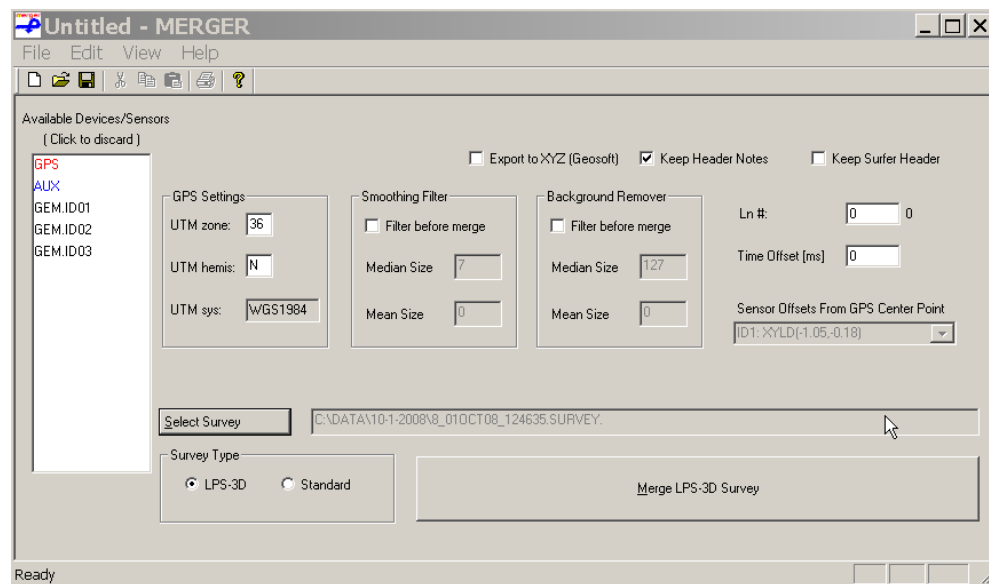 Untitled - MERGER
File Edit View Help
Available Devices/Sensors
( Click to discard )
GPS
AUX
GEM.ID01
GEM.ID02
GEM.ID03
Export to XYZ (Geosoft)
Keep Header Notes
Keep Surfer Header
GPS Settings
UTM zone: 36
UTM hemis: N
UTM sys: WGS1984
Smoothing Filter
Filter before merge
Median Size 7
Mean Size 0
Background Remover
Filter before merge
Median Size 127
Mean Size 0
Ln #: 0 0
Time Offset [ms] 0
Sensor Offsets From GPS Center Point
ID1: XYLD(-1.05,-0.18)
Select Survey
C:\DATA\10-1-2008\8_01OCT08_124635.SURVEY.
Survey Type
LPS-3D Standard
Merge LPS-3D Survey
Ready